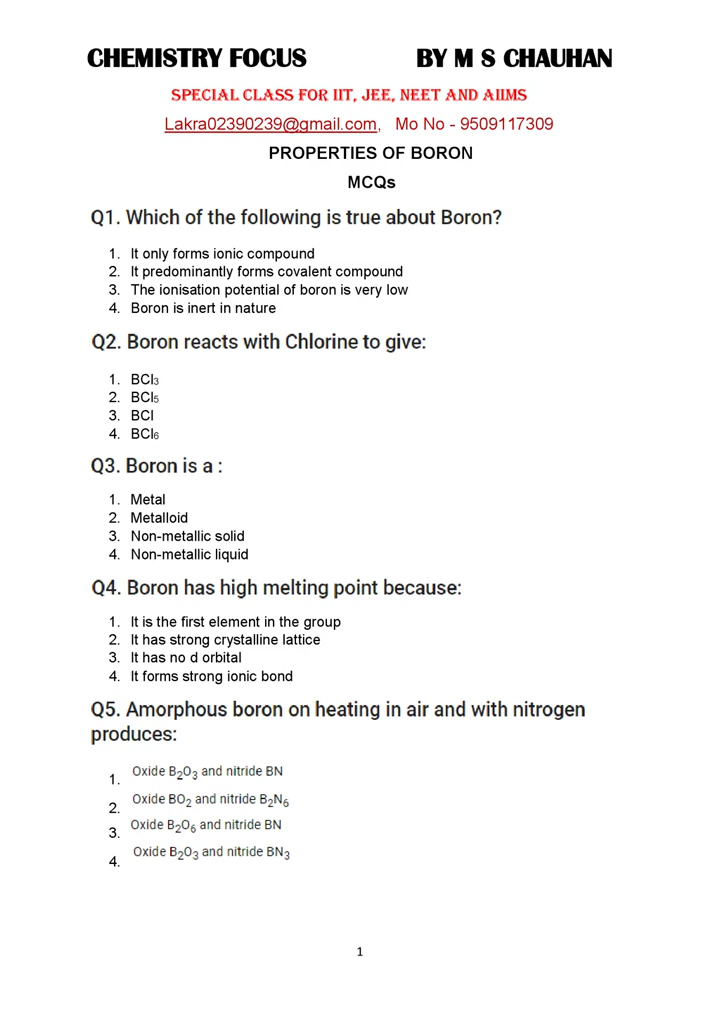 CHEMISTRY FOCUS BY M S CHAUHAN
SPECIAL CLASS FOR IIT, JEE, NEET AND AIIMS
Lakra02390239@gmail.com, Mo No - 9509117309
PROPERTIES OF BORON
MCQs
Q1. Which of the following is true about Boron?
1. It only forms ionic compound
2. It predominantly forms covalent compound
3. The ionisation potential of boron is very low
4. Boron is inert in nature
Q2. Boron reacts with Chlorine to give:
1. BCl₃
2. BCl₅
3. BCl
4. BCl₆
Q3. Boron is a :
1. Metal
2. Metalloid
3. Non-metallic solid
4. Non-metallic liquid
Q4. Boron has high melting point because:
1. It is the first element in the group
2. It has strong crystalline lattice
3. It has no d orbital
4. It forms strong ionic bond
Q5. Amorphous boron on heating in air and with nitrogen
produces:
1. Oxide B₂O₃ and nitride BN
2. Oxide BO₂ and nitride B₂N₆
3. Oxide B₂O₆ and nitride BN
4. Oxide B₂O₃ and nitride BN₃
1